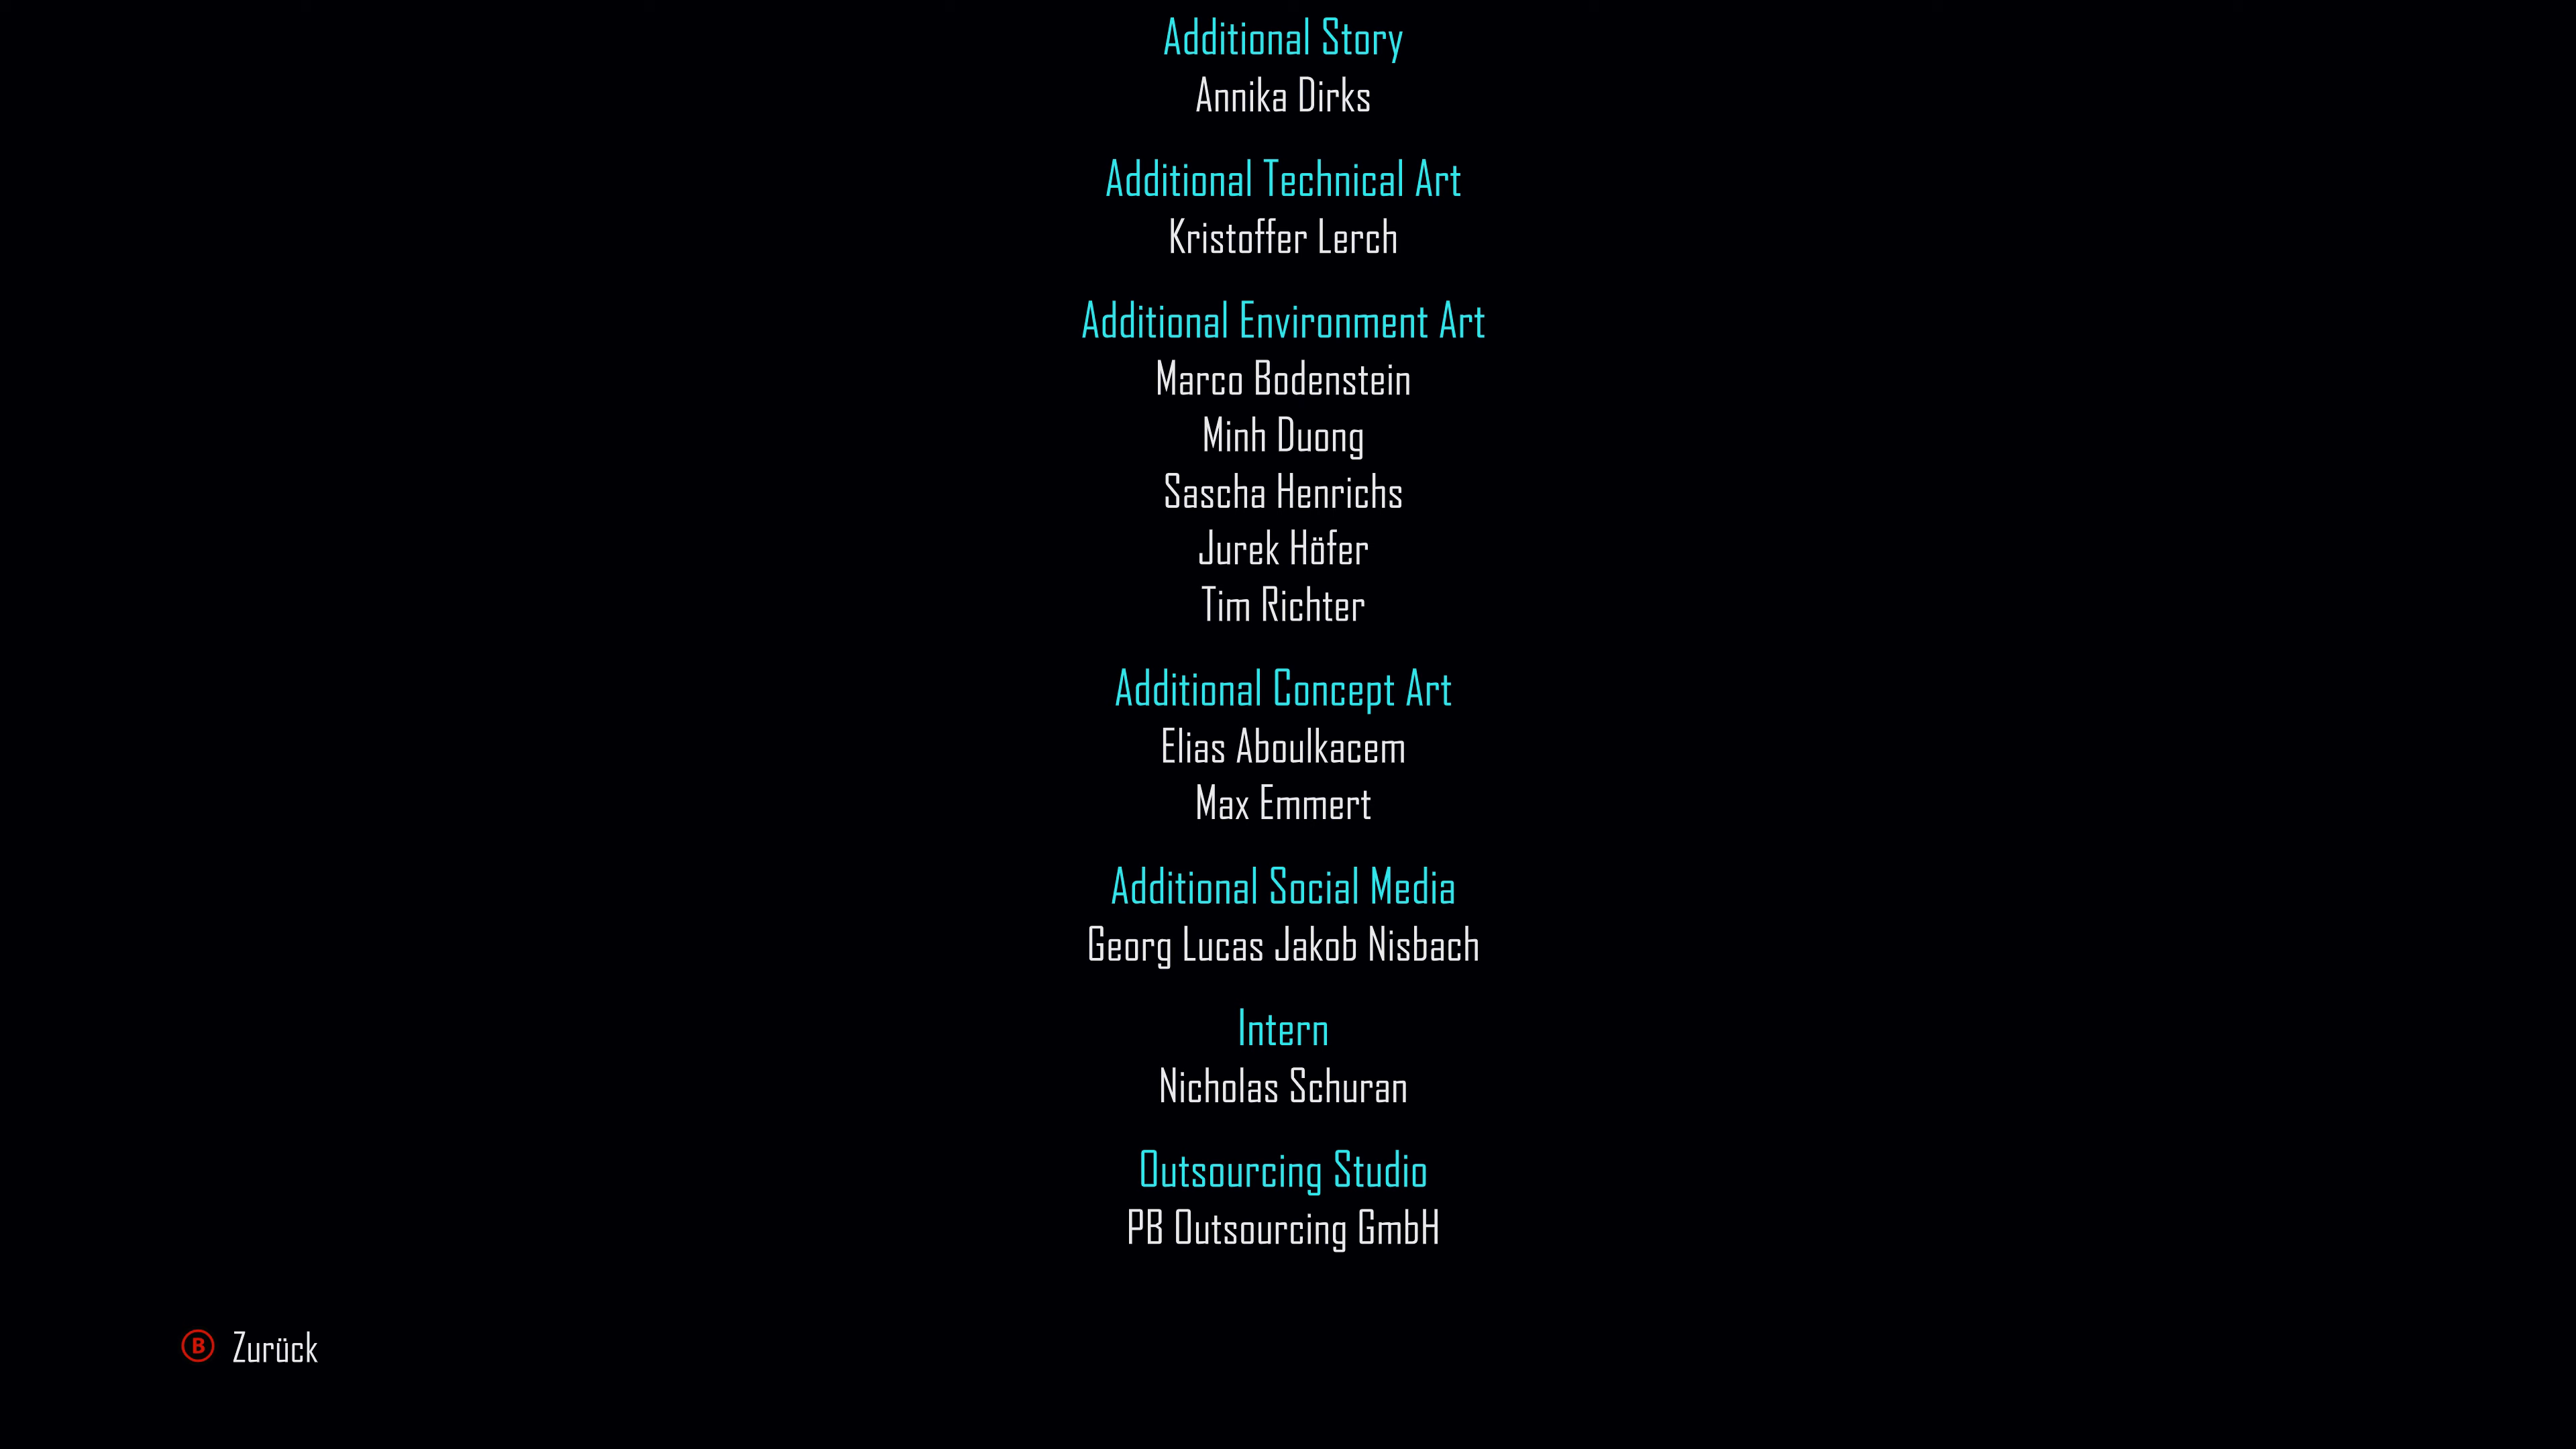 Additional Story
Annika Dirks
Additional Technical Art
Kristoffer Lerch
Additional Environment Art
Marco Bodenstein
Minh Duong
Sascha Henrichs
Jurek Höfer
Tim Richter
Additional Concept Art
Elias Aboulkacem
Max Emmert
Additional Social Media
Georg Lucas Jakob Nisbach
Intern
Nicholas Schuran
Outsourcing Studio
PB Outsourcing GmbH
B Zurück